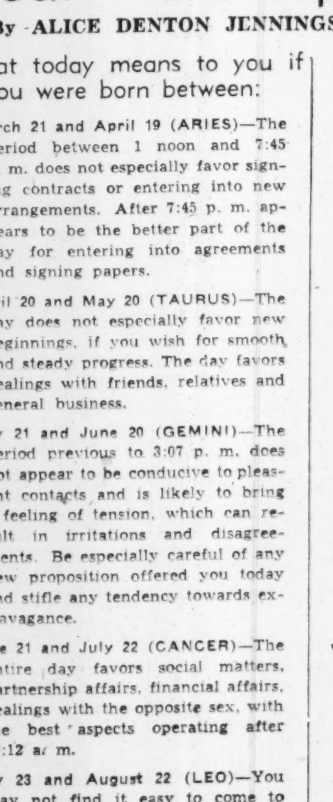 By ALICE DENTON JENNINGS
at today means to you if
ou were born between:
rch 21 and April 19 (ARIES)—The
eriod between 1 noon and 7:45
. m. does not especially favor sign-
g contracts or entering into new
rrangements. After 7:45 p. m. ap-
ears to be the better part of the
ay for entering into agreements
nd signing papers.
il 20 and May 20 (TAURUS)—The
ay does not especially favor new
eginnings, if you wish for smooth
nd steady progress. The day favors
ealings with friends, relatives and
eneral business.
y 21 and June 20 (GEMINI)—The
eriod previous to 3:07 p. m. does
ot appear to be conducive to pleas-
nt contacts and is likely to bring
feeling of tension, which can re-
ult in irritations and disagree-
ents. Be especially careful of any
ew proposition offered you today
nd stifle any tendency towards ex-
avagance.
e 21 and July 22 (CANCER)—The
ntire day favors social matters,
artnership affairs, financial affairs,
ealings with the opposite sex, with
e best aspects operating after
:12 a. m.
y 23 and August 22 (LEO)—You
ay not find it easy to come to